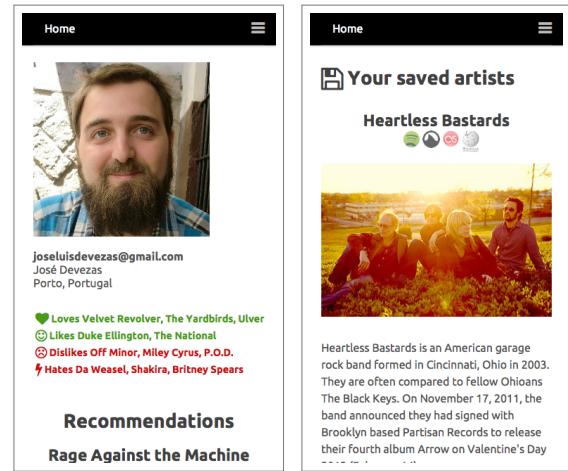 Home
joseluisdevezas@gmail.com
José Devezas
Porto, Portugal
Loves Velvet Revolver, The Yardbirds, Ulver
Likes Duke Ellington, The National
Dislikes Off Minor, Miley Cyrus, P.O.D.
Hates Da Weasel, Shakira, Britney Spears
Recommendations
Rage Against the Machine
Home
Your saved artists
Heartless Bastards
Heartless Bastards is an American garage
rock band formed in Cincinnati, Ohio in 2003.
They are often compared to fellow Ohioans
The Black Keys. On November 17, 2011, the
band announced they had signed with
Brooklyn based Partisan Records to release
their fourth album Arrow on Valentine's Day